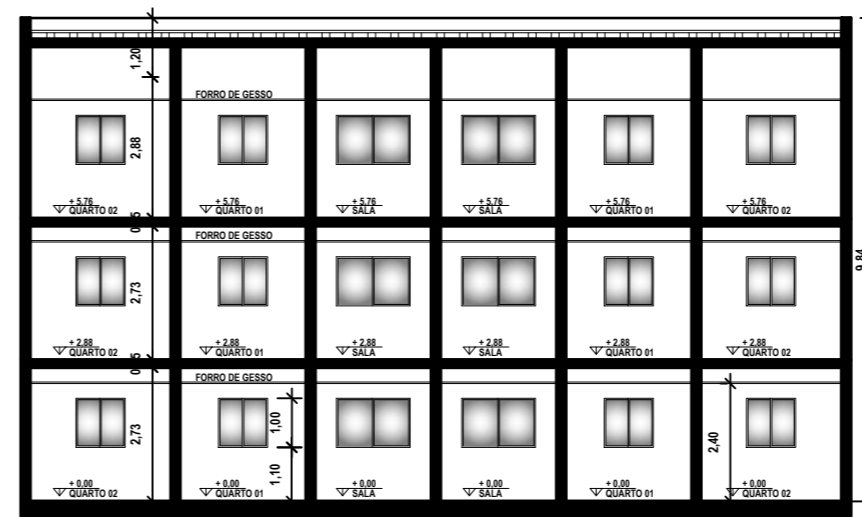 1,20
FORRO DE GESSO
2,88
+ 5,76
QUARTO 02
+ 5,76
QUARTO 01
+ 5,76
SALA
+ 5,76
SALA
+ 5,76
QUARTO 01
+ 5,76
QUARTO 02
FORRO DE GESSO
9,84
2,73
+ 2,88
QUARTO 02
+ 2,88
QUARTO 01
+ 2,88
SALA
+ 2,88
SALA
+ 2,88
QUARTO 01
+ 2,88
QUARTO 02
FORRO DE GESSO
2,73
1,00
1,10
2,40
+ 0,00
QUARTO 02
+ 0,00
QUARTO 01
+ 0,00
SALA
+ 0,00
SALA
+ 0,00
QUARTO 01
+ 0,00
QUARTO 02